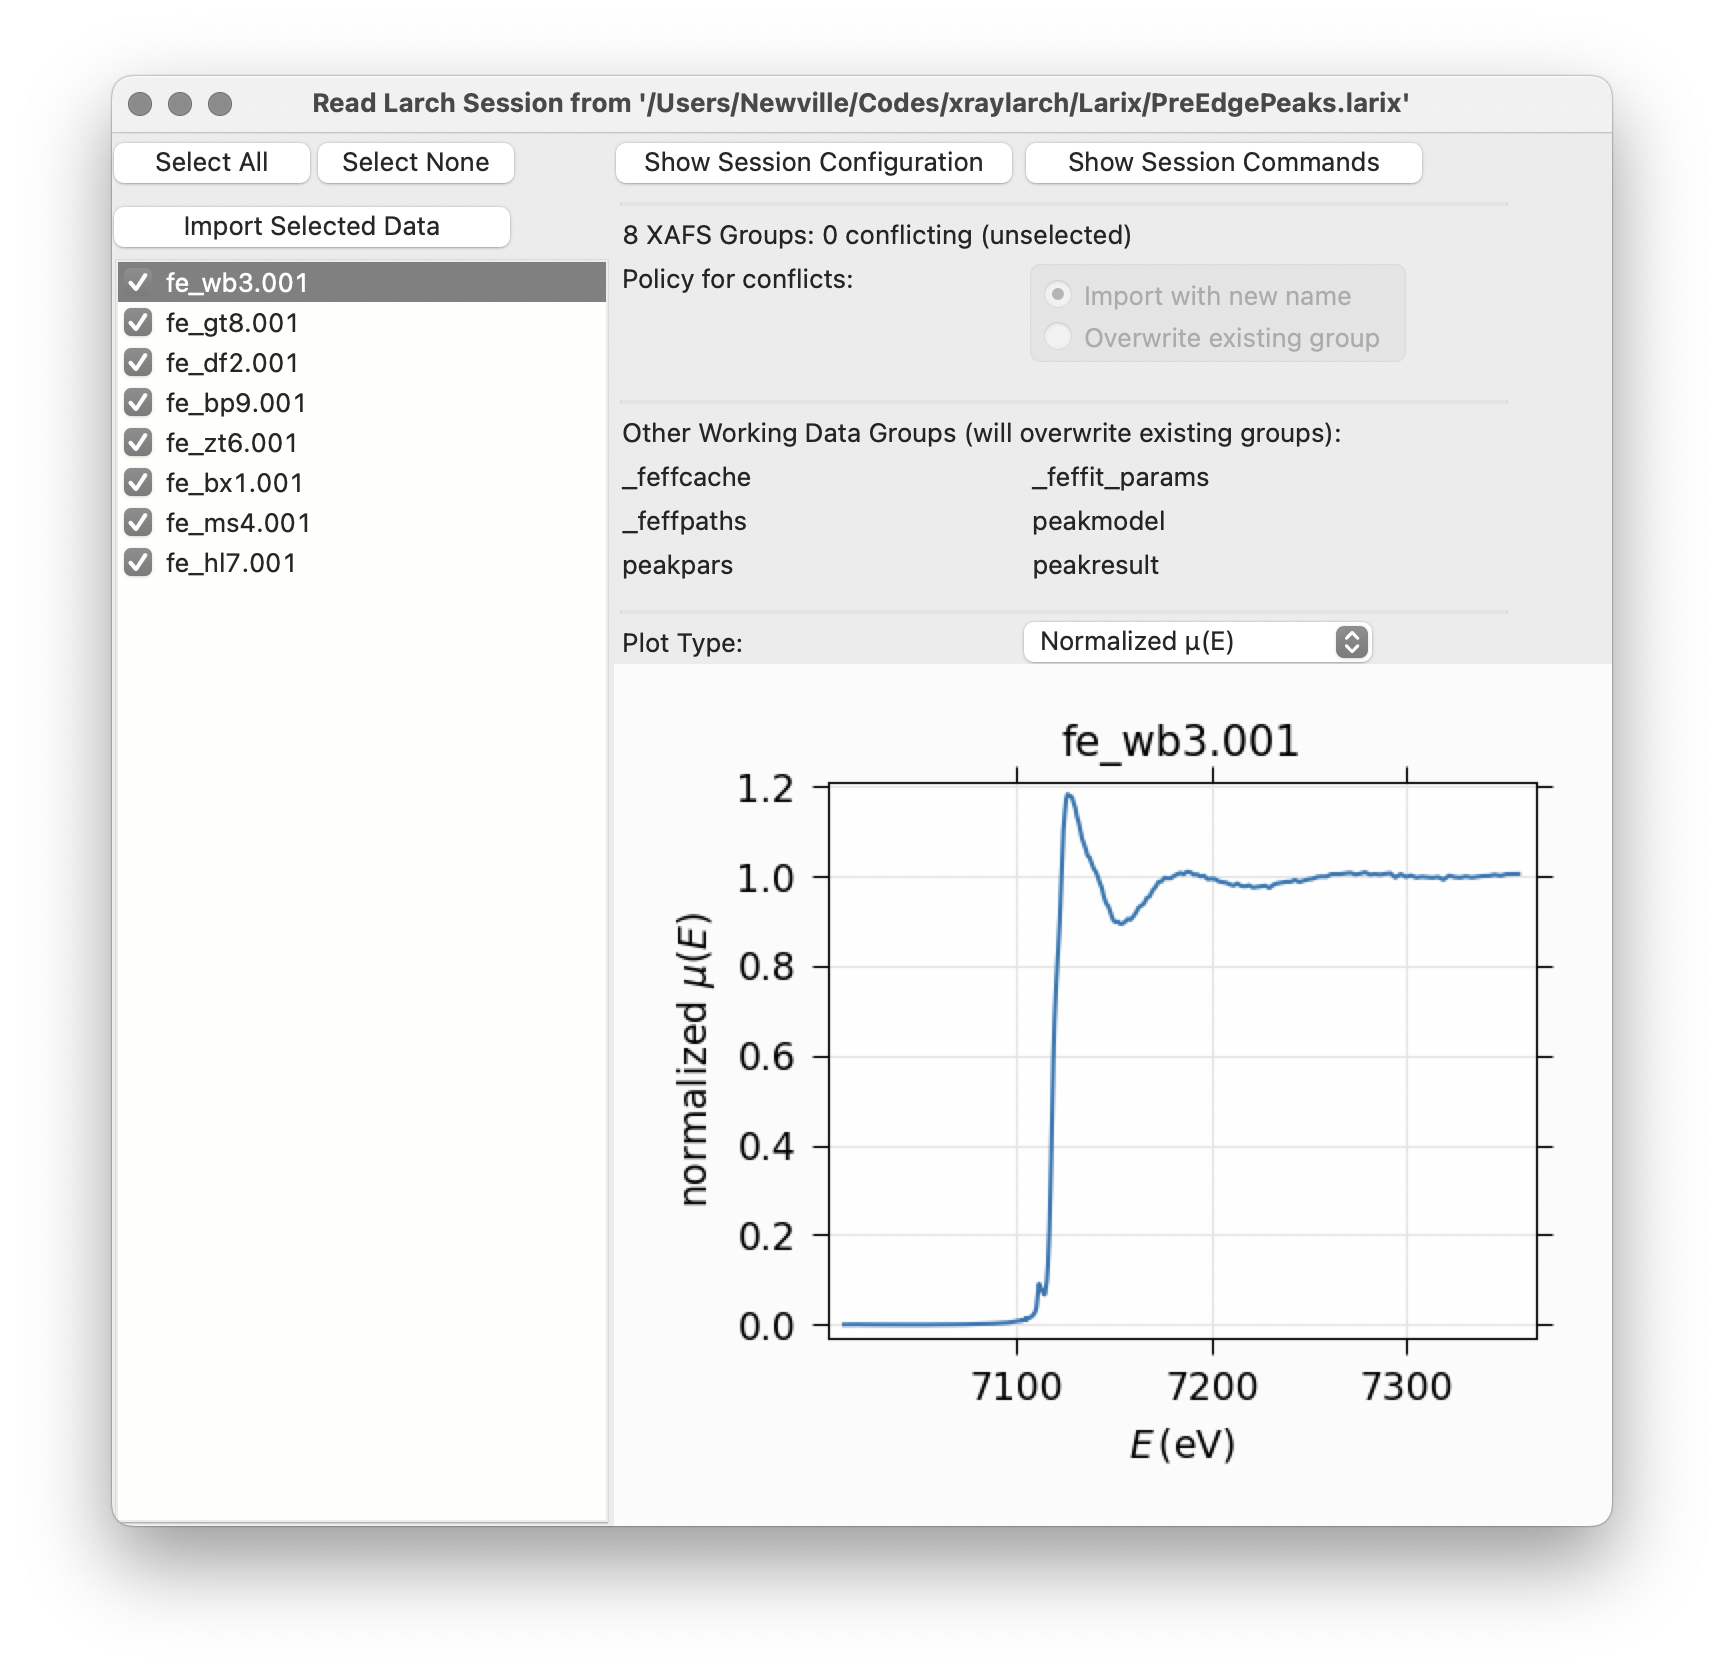 Read Larch Session from '/Users/Newville/Codes/xraylarch/Larix/PreEdgePeaks.larix'
Select All
Select None
Show Session Configuration
Show Session Commands
Import Selected Data
fe_wb3.001
fe_gt8.001
fe_df2.001
fe_bp9.001
fe_zt6.001
fe_bx1.001
fe_ms4.001
fe_hl7.001
8 XAFS Groups: 0 conflicting (unselected)
Policy for conflicts:
Import with new name
Overwrite existing group
Other Working Data Groups (will overwrite existing groups):
_feffcache
_feffit_params
_feffpaths
peakmodel
peakpars
peakresult
Plot Type:
Normalized μ(E)
fe_wb3.001
1.2
1.0
0.8
0.6
0.4
0.2
0.0
normalized μ(E)
7100
7200
7300
E (eV)